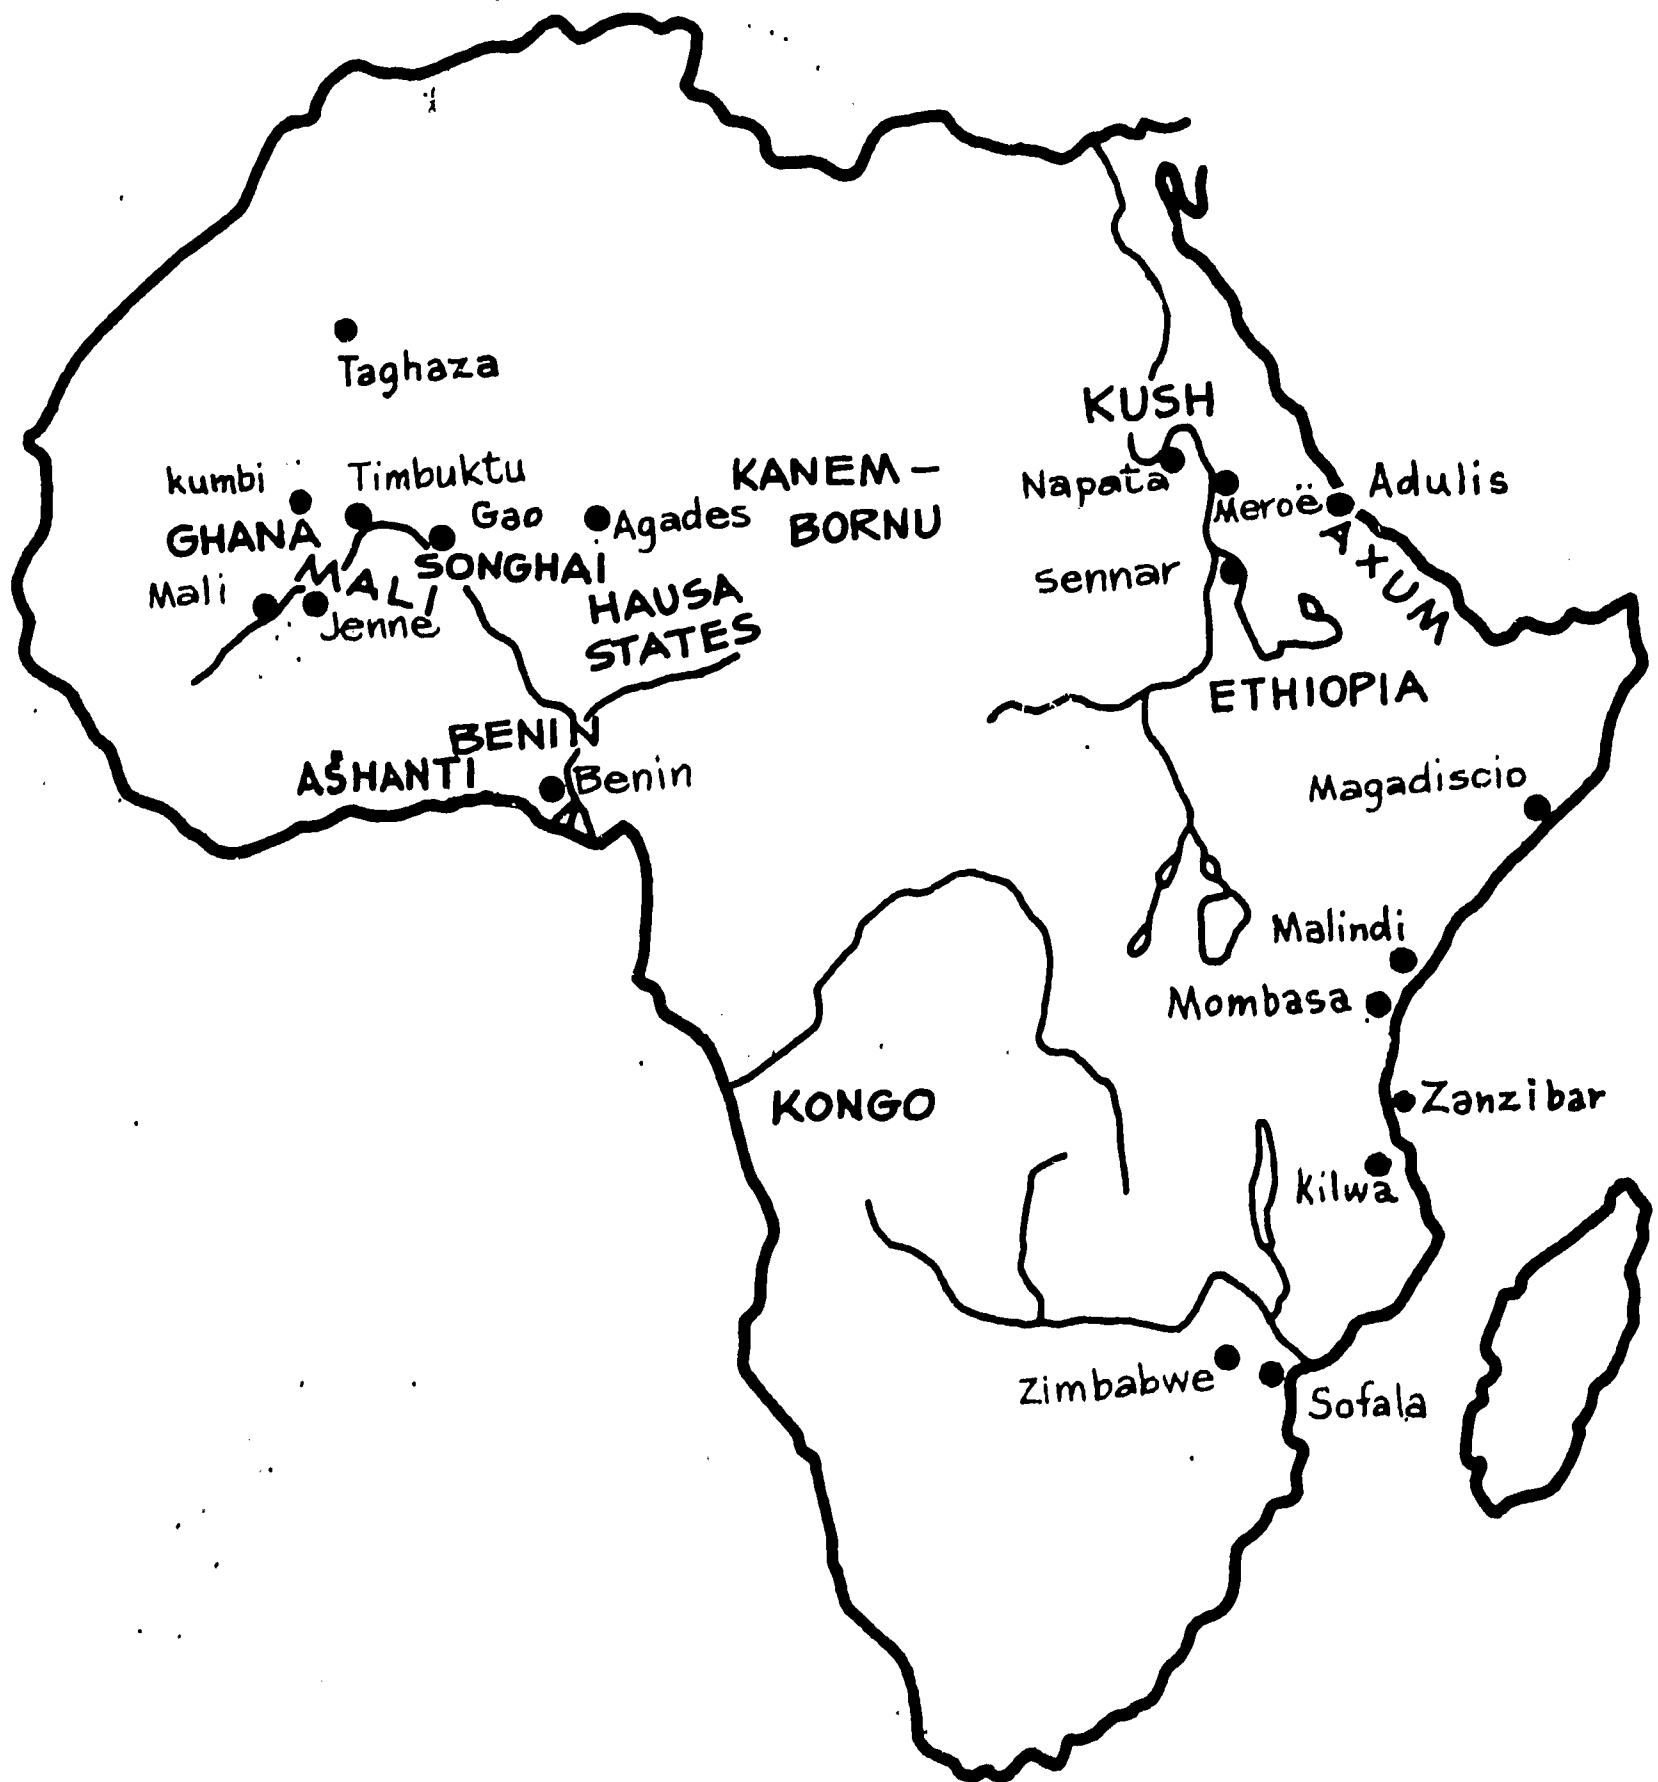 Taghaza
KUSH
kumbi
Timbuktu
KANEM-
BORNU
Napata
Meroë
Adulis
GHANA
Gao
Agades
AXUM
Mali
MALI
SONGHAI
Sennar
Jenne
HAUSA
STATES
ETHIOPIA
BENIN
ASHANTI
Benin
Magadiscio
Malindi
Mombasa
Zanzibar
KONGO
Kilwa
Zimbabwe
Sofala